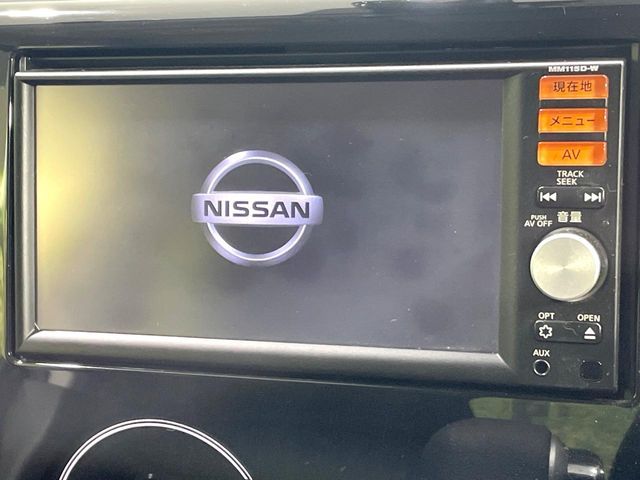 MM115D-W
現在地
メニュー
AV
TRACK
SEEK
NISSAN
PUSH
AV OFF
音量
OPT
OPEN
AUX